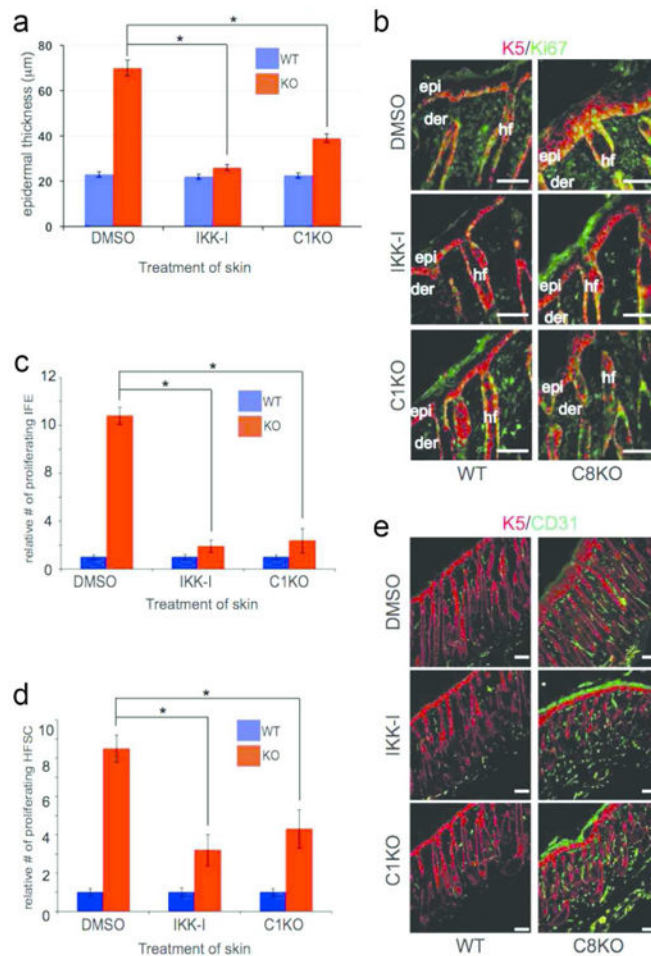 a
epidermal thickness (μm)
80
60
40
20
0
WT
KO
*
*
DMSO
IKK-I
C1KO
Treatment of skin
b
K5/Ki67
DMSO
IKK-I
C1KO
epi
der
hf
epi
der
hf
epi
der
hf
epi
der
hf
epi
der
hf
epi
der
hf
WT
C8KO
c
relative # of proliferating IFE
12
10
8
4
2
0
WT
KO
*
*
DMSO
IKK-I
C1KO
Treatment of skin
d
relative # of proliferating HFSC
10
8
6
4
2
0
WT
KO
*
*
DMSO
IKK-I
C1KO
Treatment of skin
e
K5/CD31
DMSO
IKK-I
C1KO
WT
C8KO